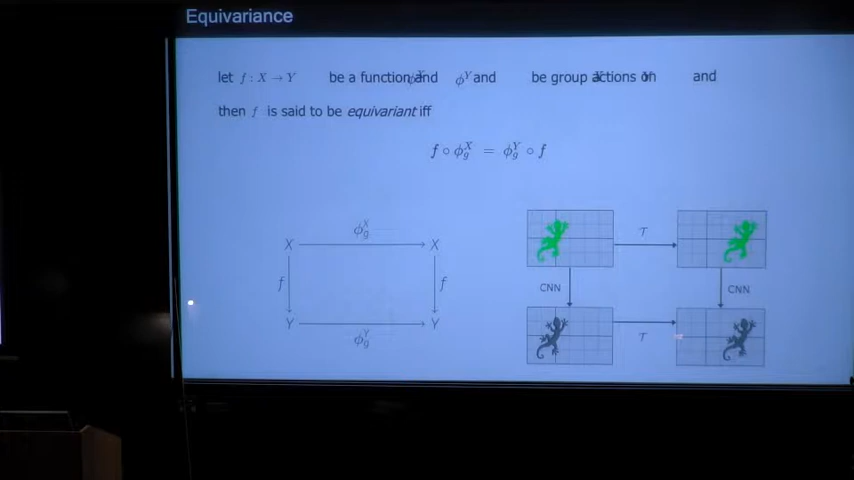 Equivariance
let f : X → Y be a function and ϕ^Y and be group actions on and
then f is said to be equivariant iff
f ∘ ϕ_g^X = ϕ_g^Y ∘ f
ϕ_g^X
X X
f f
Y Y
ϕ_g^Y
T
CNN CNN
T